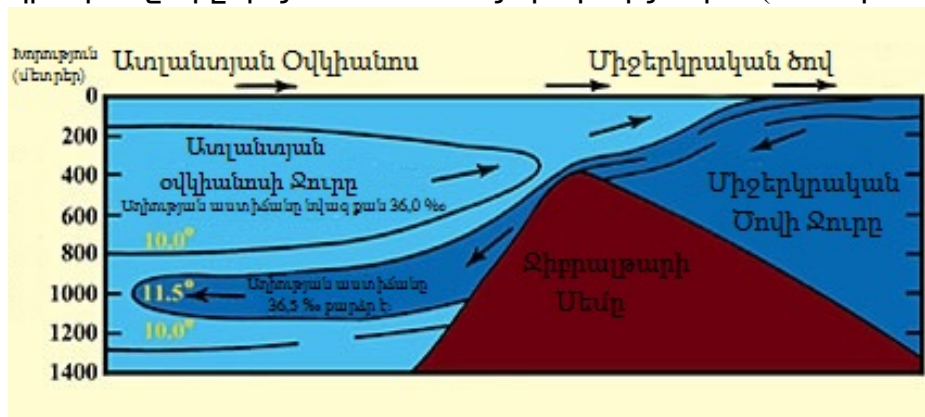 Խորություն
(մետրեր)
Ատլանտյան Օվկիանոս
Միջերկրական ծով
0
200
400
600
800
1000
1200
1400
Ատլանտյան
օվկիանոսի Ջուրը
Աղիության աստիճանը նվազ քան 36,0 ‰
10.0°
11.5°
10.0°
Աղիության աստիճանը
36,5 ‰ բարձր է
Ջիբրալթարի
Սեմը
Միջերկրական
Ծովի Ջուրը